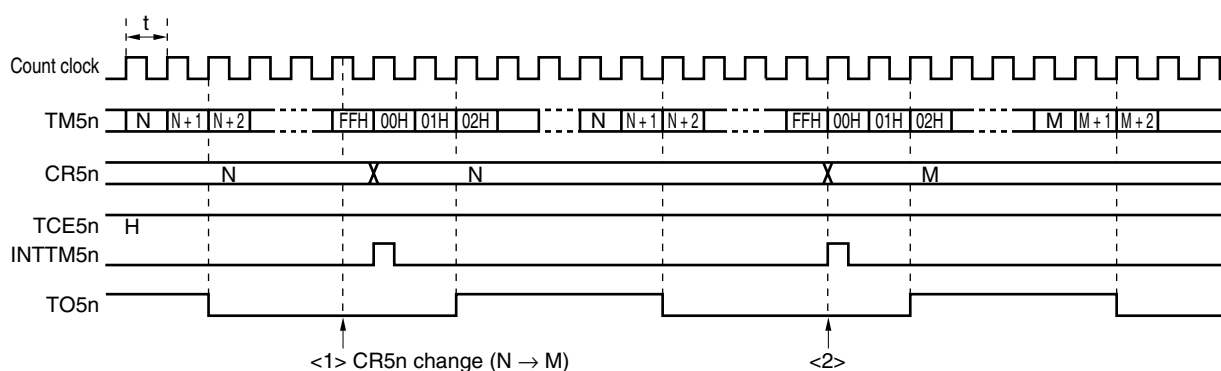 t
Count clock
TM5n N N + 1 N + 2 FFH 00H 01H 02H N N + 1 N + 2 FFH 00H 01H 02H M M + 1 M + 2
CR5n N N M
TCE5n H
INTTM5n
TO5n
<1> CR5n change (N → M) <2>